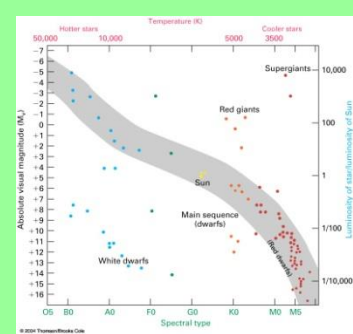 Temperature (K)
Hotter stars
Cooler stars
50,000
10,000
5000
3500
−7
−6
−5
−4
−3
−2
−1
0
+1
+2
+3
+4
+5
+6
+7
+8
+9
+10
+11
+12
+13
+14
+15
+16
Absolute visual magnitude (Mv)
Supergiants
Red giants
Sun
Main sequence
(dwarfs)
(Red dwarfs)
White dwarfs
10,000
100
1
1/100
1/10,000
Luminosity of star/luminosity of Sun
O5
B0
A0
F0
G0
K0
M0
M5
Spectral type
© 2004 Thomson/Brooks Cole